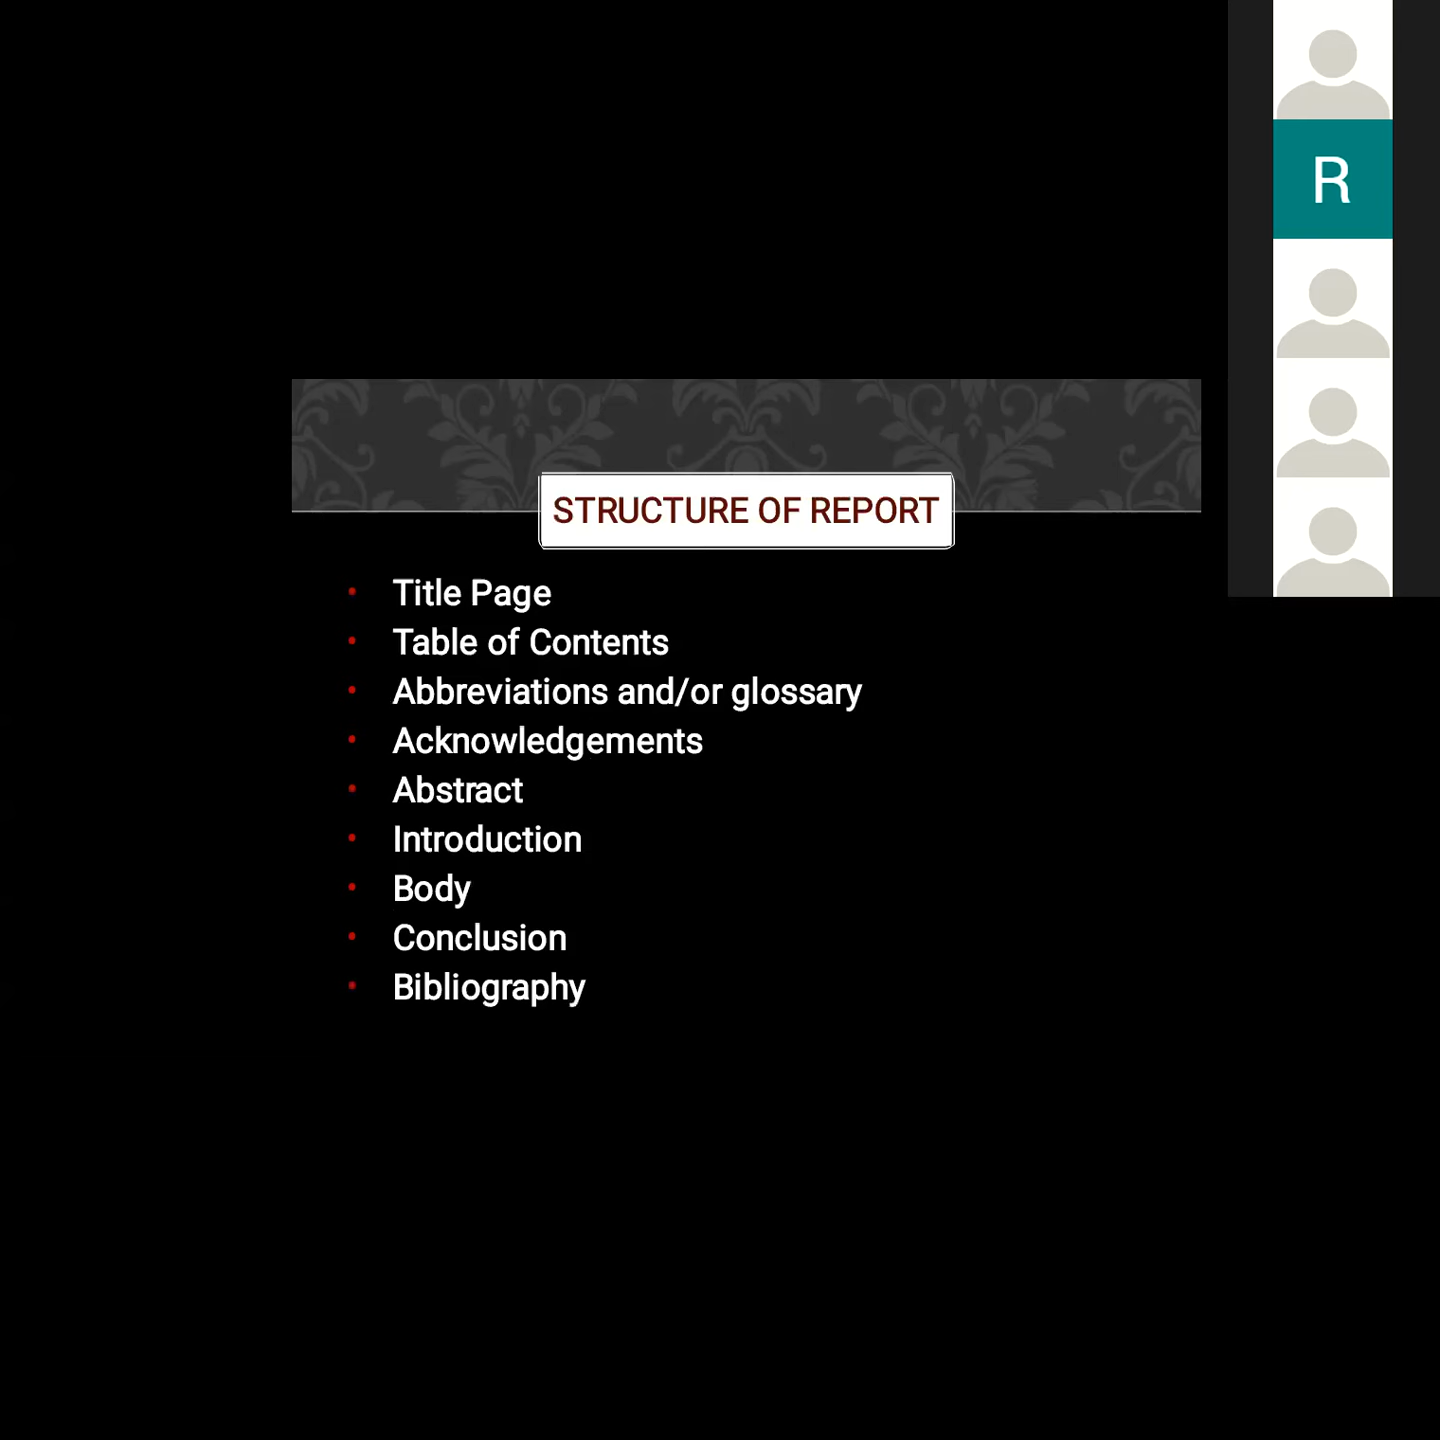 R
STRUCTURE OF REPORT
• Title Page
• Table of Contents
• Abbreviations and/or glossary
• Acknowledgements
• Abstract
• Introduction
• Body
• Conclusion
• Bibliography